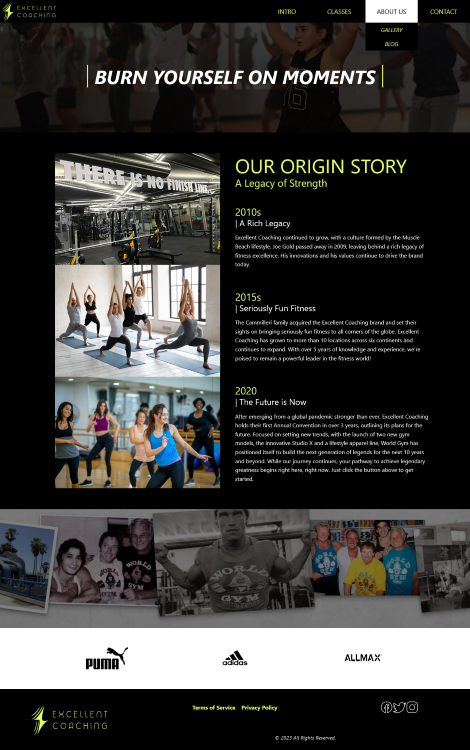 EXCELLENT
COACHING
INTRO
CLASSES
ABOUT US
CONTACT
GALLERY
BLOG
| BURN YOURSELF ON MOMENTS |
THERE IS NO FINISH LINE
OUR ORIGIN STORY
A Legacy of Strength
2010s
| A Rich Legacy
Excellent Coaching continued to grow, with a culture formed by the Muscle
Beach lifestyle. Joe Gold passed away in 2009, leaving behind a rich legacy of
fitness excellence. His innovations and his values continue to drive the brand
today.
2015s
| Seriously Fun Fitness
The Cammilleri family acquired the Excellent Coaching brand and set their
sights on bringing seriously fun fitness to all corners of the globe. Excellent
Coaching has grown to more than 10 locations across six continents and
continues to expand. With over 5 years of knowledge and experience, we're
poised to remain a powerful leader in the fitness world!
2020
| The Future is Now
After emerging from a global pandemic stronger than ever, Excellent Coaching
holds their first Annual Convention in over 3 years, outlining its plans for the
future. Focused on setting new trends, with the launch of two new gym
models, the innovative Studio X and a lifestyle apparel line, World Gym has
positioned itself to build the next generation of legends for the next 10 years
and beyond. While our journey continues, your pathway to achieve legendary
greatness begins right here, right now. Just click the button above to get
started.
WORLD
GYM
WORLD
GYM
PUMA
adidas
ALLMAX
EXCELLENT
COACHING
Terms of Service
Privacy Policy
© 2023 All Rights Reserved.